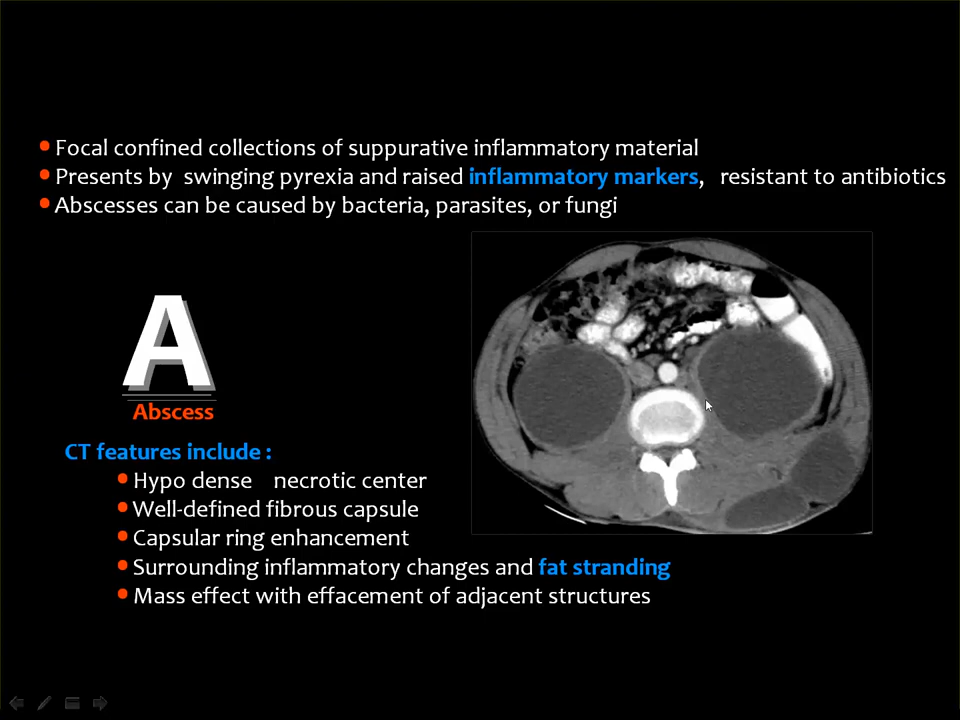 Focal confined collections of suppurative inflammatory material
Presents by swinging pyrexia and raised inflammatory markers, resistant to antibiotics
Abscesses can be caused by bacteria, parasites, or fungi
A
Abscess
CT features include :
Hypo dense necrotic center
Well-defined fibrous capsule
Capsular ring enhancement
Surrounding inflammatory changes and fat stranding
Mass effect with effacement of adjacent structures